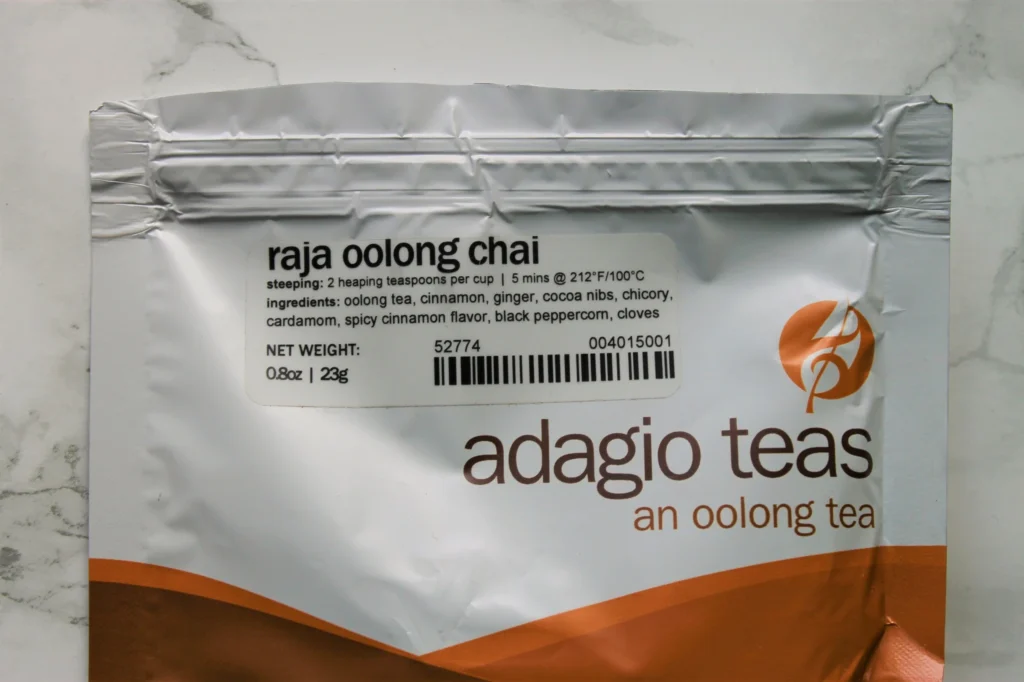 raja oolong chai
steeping: 2 heaping teaspoons per cup | 5 mins @ 212°F/100°C
ingredients: oolong tea, cinnamon, ginger, cocoa nibs, chicory,
cardamom, spicy cinnamon flavor, black peppercorn, cloves
NET WEIGHT:
0.8oz | 23g
52774 004015001
adagio teas
an oolong tea